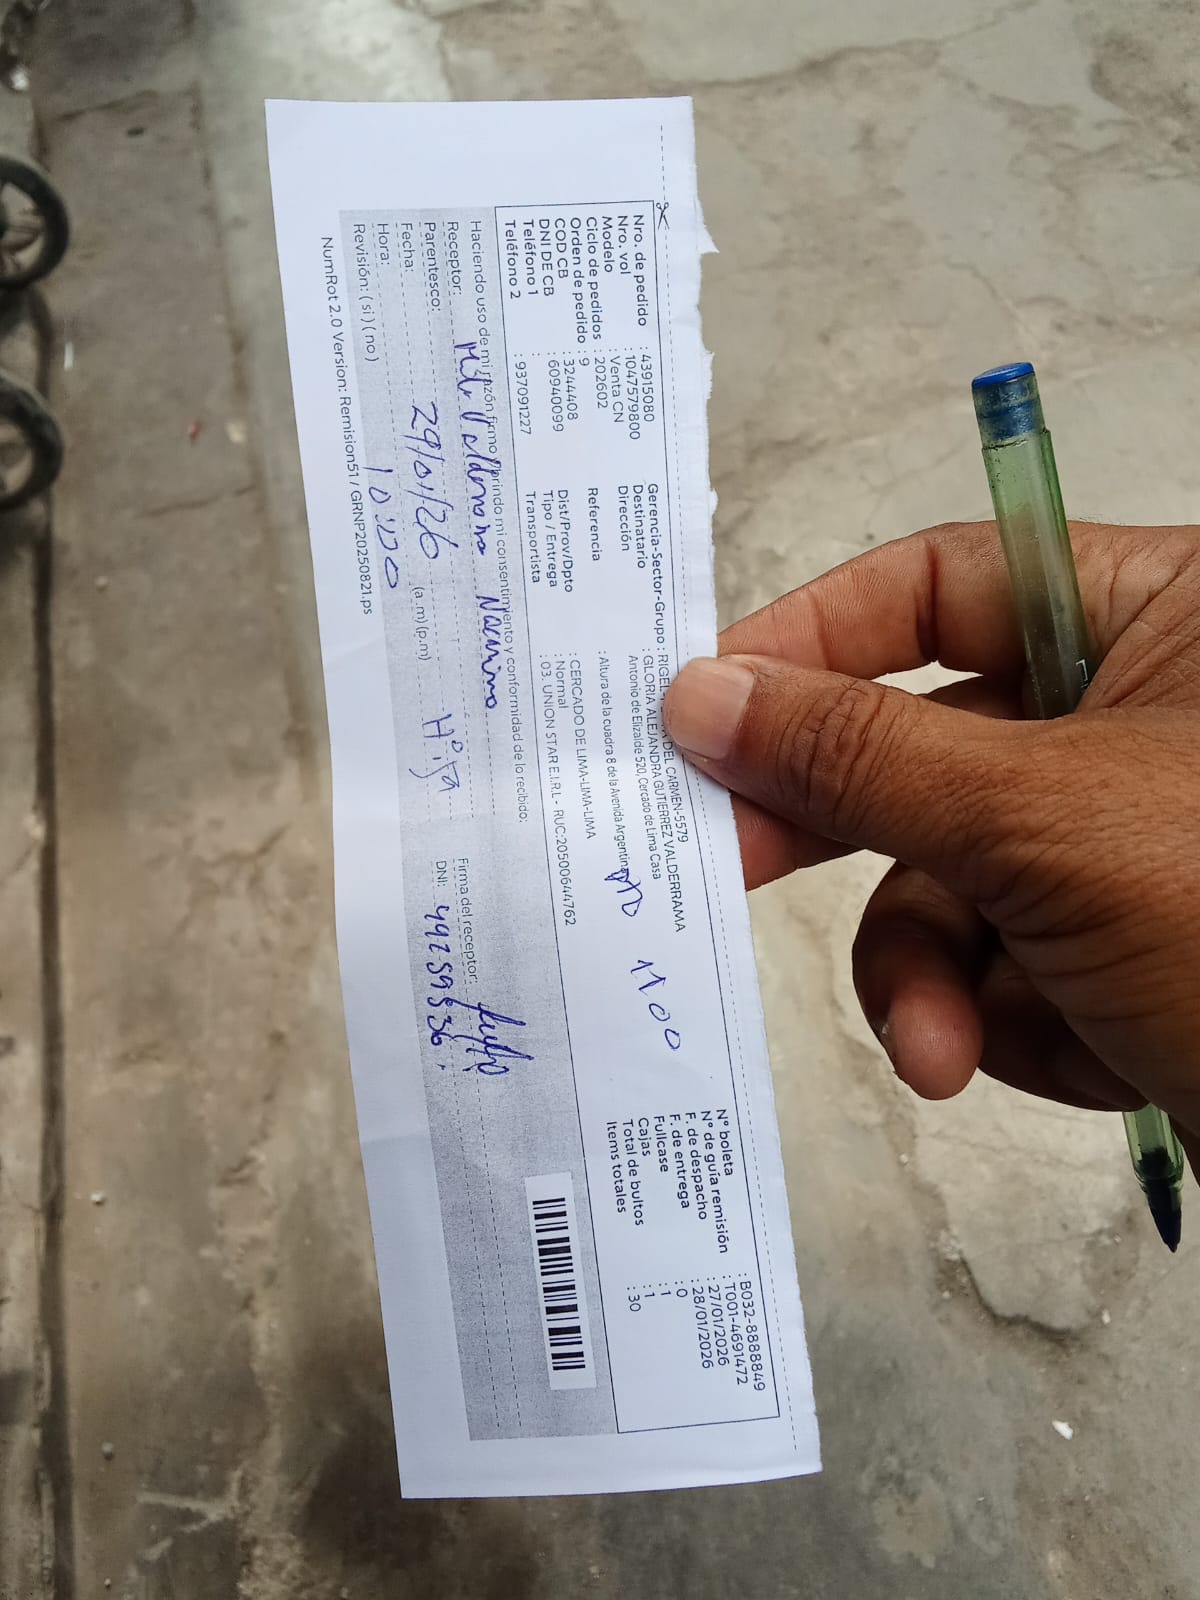 Nro. de pedido : 43915080
Nro. vol : 1047579800
Modelo : Venta CN
Ciclo de pedidos : 202602
Orden de pedido : 9
COD CB : 3244408
DNI DE CB : 60940099
Teléfono 1 :
Teléfono 2 : 937091227
Gerencia-Sector-Grupo : RIGEL- DEL CARMEN-5579
Destinatario : GLORIA ALEJANDRA GUTIERREZ VALDERRAMA
Dirección Antonio de Elizalde 520, Cercado de Lima Casa
Referencia : Altura de la cuadra 8 de la Avenida Argentina
Dist/Prov/Dpto : CERCADO DE LIMA-LIMA-LIMA
Tipo / Entrega : Normal
Transportista : 03. UNION STAR E.I.R.L - RUC:20500644762
11:00
N° boleta : B032-8888849
N° de guía remisión : T001-4691472
F. de despacho : 27/01/2026
F. de entrega : 28/01/2026
Fullcase : 0
Cajas : 1
Total de bultos : 1
Items totales : 30
Haciendo uso de mi razón firmo brindo mi consentimiento y conformidad de lo recibido:
Receptor:
Firma del receptor:
Parentesco:
DNI:
Fecha: 29/01/26
Hora: 10:00 (a.m) (p.m)
Revisión: ( si ) ( no )
NumRot 2.0 Version: Remision51 / GRNP20250821.ps